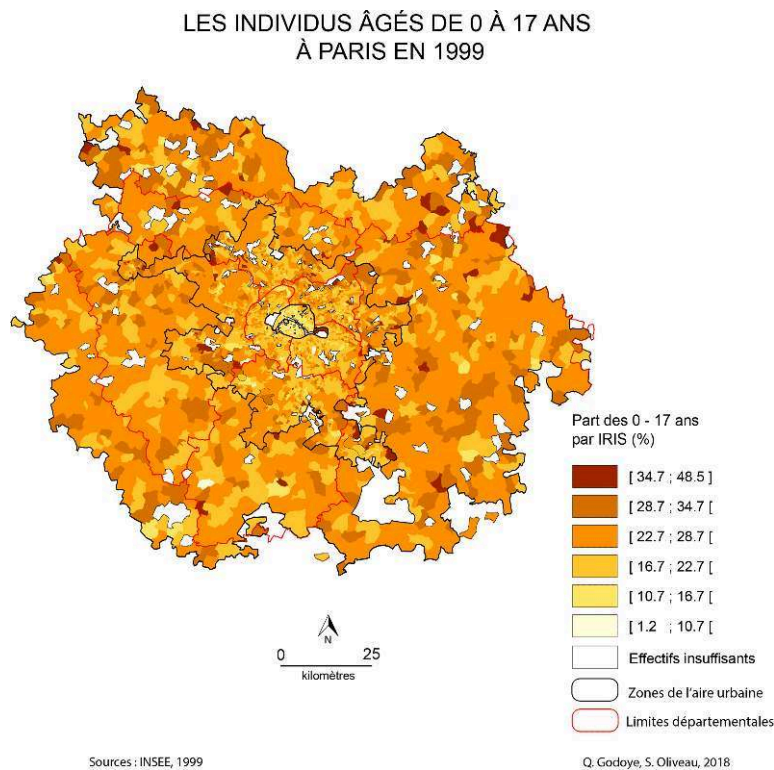 LES INDIVIDUS ÂGÉS DE 0 À 17 ANS
À PARIS EN 1999
Part des 0 - 17 ans
par IRIS (%)
[ 34.7 ; 48.5 ]
[ 28.7 ; 34.7 [
[ 22.7 ; 28.7 [
[ 16.7 ; 22.7 [
[ 10.7 ; 16.7 [
[ 1.2 ; 10.7 [
Effectifs insuffisants
Zones de l'aire urbaine
Limites départementales
N
0 25
kilomètres
Sources : INSEE, 1999
Q. Godoye, S. Oliveau, 2018